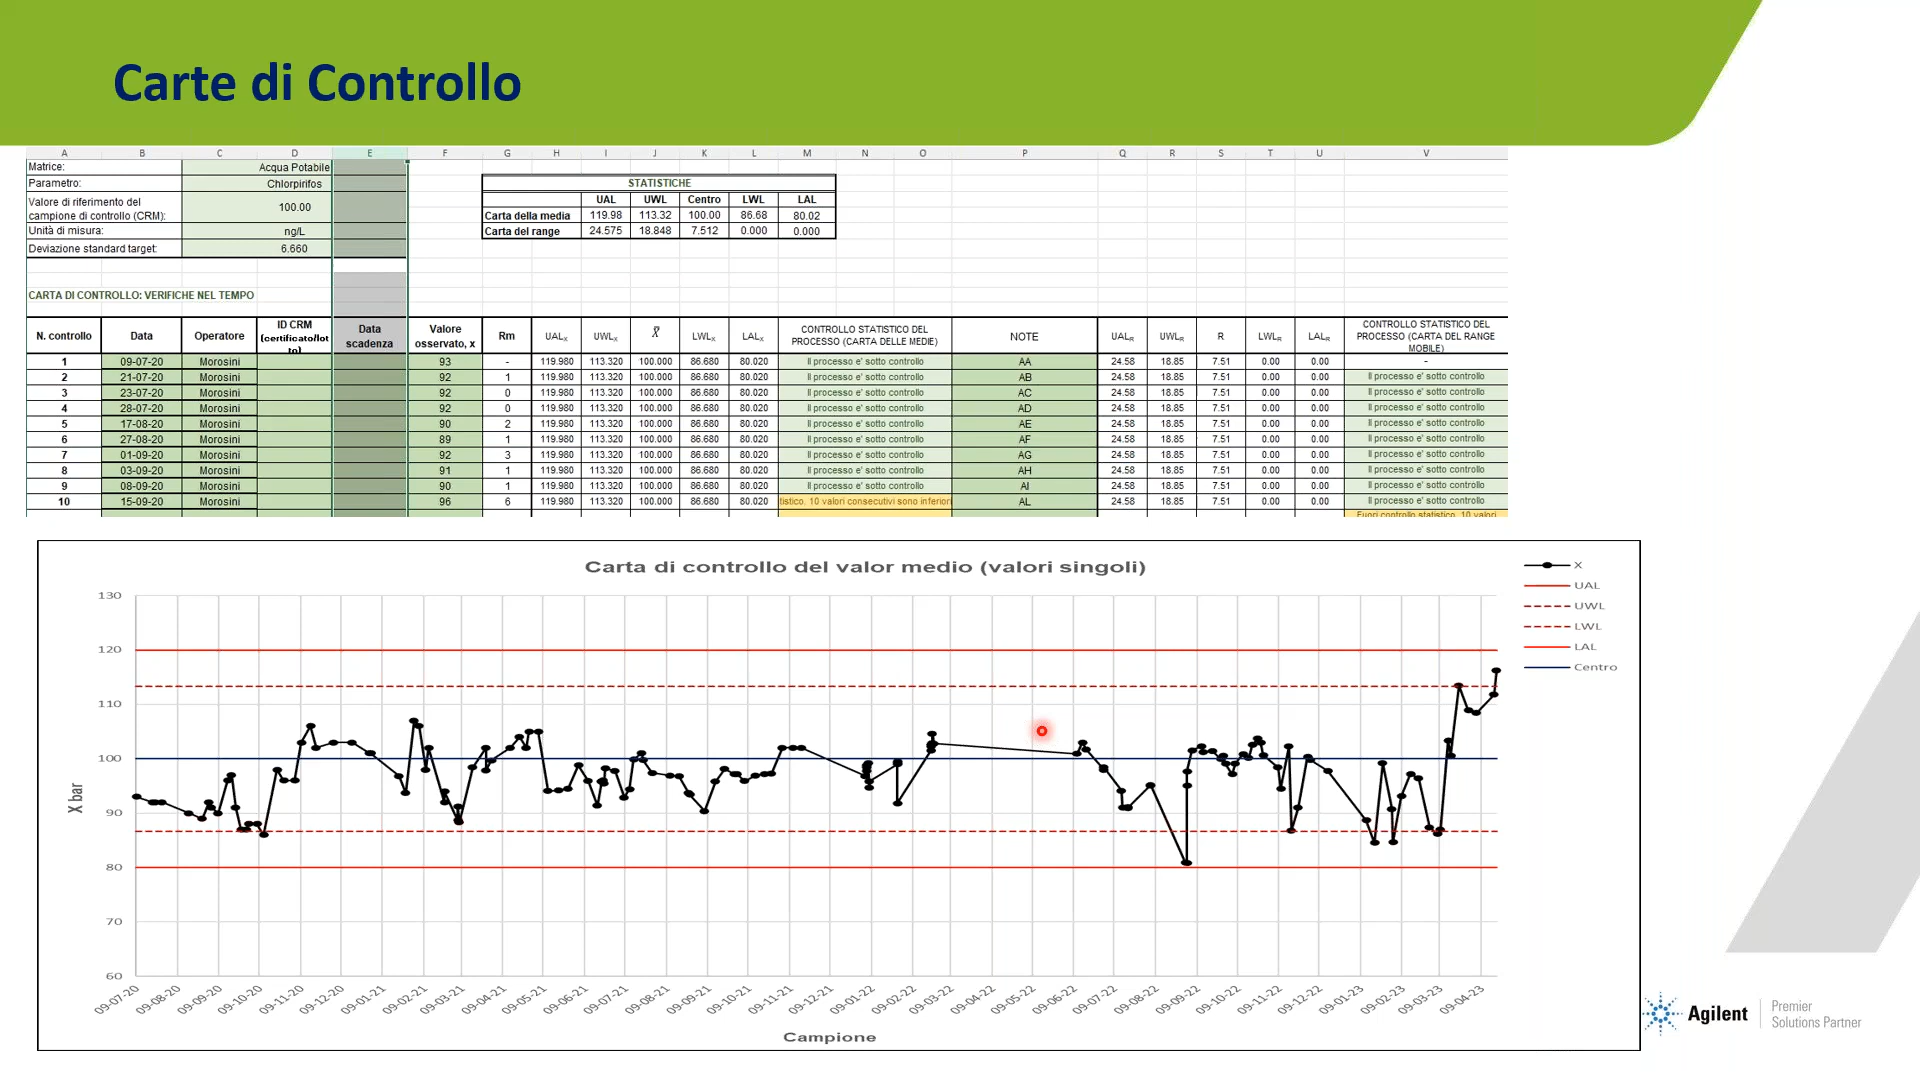 Carte di Controllo
A B C D E F G H I J K L M N O P Q R S T U V
Matrice: Acqua Potabile
Parametro: Chlorpirifos
Valore di riferimento del
campione di controllo (CRM): 100.00
Unità di misura: ng/L
Deviazione standard target: 6.660
STATISTICHE
UAL UWL Centro LWL LAL
Carta della media 119.98 113.32 100.00 86.68 80.02
Carta del range 24.575 18.848 7.512 0.000 0.000
CARTA DI CONTROLLO: VERIFICHE NEL TEMPO
N. controllo Data Operatore ID CRM (certificato/lotto) Data scadenza Valore osservato, x Rm UALX UWLX X̿ LWLX LALX CONTROLLO STATISTICO DEL PROCESSO (CARTA DELLE MEDIE) NOTE UALR UWLR R LWLR LALR CONTROLLO STATISTICO DEL PROCESSO (CARTA DEL RANGE MOBILE)
1 09-07-20 Morosini 93 - 119.980 113.320 100.000 86.680 80.020 Il processo e' sotto controllo AA 24.58 18.85 7.51 0.00 0.00 -
2 21-07-20 Morosini 92 1 119.980 113.320 100.000 86.680 80.020 Il processo e' sotto controllo AB 24.58 18.85 7.51 0.00 0.00 Il processo e' sotto controllo
3 23-07-20 Morosini 92 0 119.980 113.320 100.000 86.680 80.020 Il processo e' sotto controllo AC 24.58 18.85 7.51 0.00 0.00 Il processo e' sotto controllo
4 28-07-20 Morosini 92 0 119.980 113.320 100.000 86.680 80.020 Il processo e' sotto controllo AD 24.58 18.85 7.51 0.00 0.00 Il processo e' sotto controllo
5 17-08-20 Morosini 90 2 119.980 113.320 100.000 86.680 80.020 Il processo e' sotto controllo AE 24.58 18.85 7.51 0.00 0.00 Il processo e' sotto controllo
6 27-08-20 Morosini 89 1 119.980 113.320 100.000 86.680 80.020 Il processo e' sotto controllo AF 24.58 18.85 7.51 0.00 0.00 Il processo e' sotto controllo
7 01-09-20 Morosini 92 3 119.980 113.320 100.000 86.680 80.020 Il processo e' sotto controllo AG 24.58 18.85 7.51 0.00 0.00 Il processo e' sotto controllo
8 03-09-20 Morosini 91 1 119.980 113.320 100.000 86.680 80.020 Il processo e' sotto controllo AH 24.58 18.85 7.51 0.00 0.00 Il processo e' sotto controllo
9 08-09-20 Morosini 90 1 119.980 113.320 100.000 86.680 80.020 Il processo e' sotto controllo AI 24.58 18.85 7.51 0.00 0.00 Il processo e' sotto controllo
10 15-09-20 Morosini 96 6 119.980 113.320 100.000 86.680 80.020 tistico. 10 valori consecutivi sono inferiori AL 24.58 18.85 7.51 0.00 0.00 Il processo e' sotto controllo
Fuori controllo statistico. 10 valori
Carta di controllo del valor medio (valori singoli)
X
UAL
UWL
LWL
LAL
Centro
130
120
110
100
90
80
70
60
X bar
09-07-20 09-08-20 09-09-20 09-10-20 09-11-20 09-12-20 09-01-21 09-02-21 09-03-21 09-04-21 09-05-21 09-06-21 09-07-21 09-08-21 09-09-21 09-10-21 09-11-21 09-12-21 09-01-22 09-02-22 09-03-22 09-04-22 09-05-22 09-06-22 09-07-22 09-08-22 09-09-22 09-10-22 09-11-22 09-12-22 09-01-23 09-02-23 09-03-23 09-04-23
Campione
Agilent
Premier
Solutions Partner